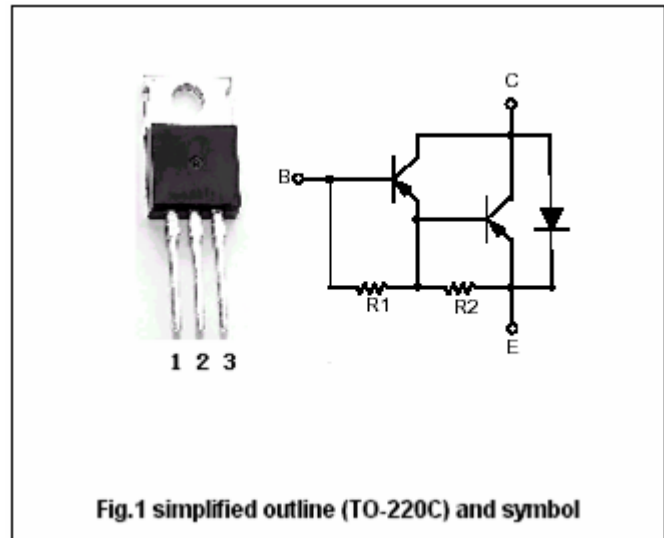 C
B
R1
R2
E
1 2 3
Fig.1 simplified outline (TO-220C) and symbol